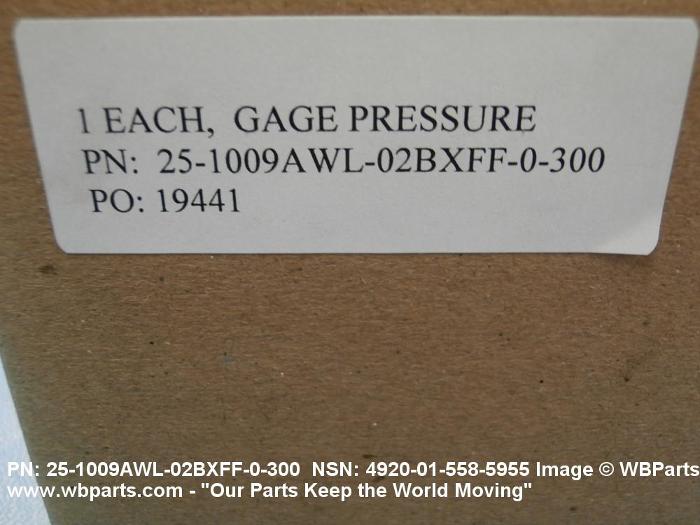 1 EACH, GAGE PRESSURE
PN: 25-1009AWL-02BXFF-0-300
PO: 19441
PN: 25-1009AWL-02BXFF-0-300 NSN: 4920-01-558-5955 Image © WBParts
www.wbparts.com - "Our Parts Keep the World Moving"